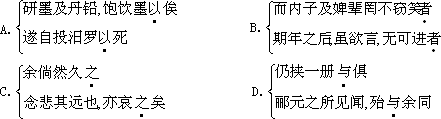 A. 研墨及丹铅,饱饮墨以俟
遂自投汨罗以死
B. 而内子及婢辈罔不窃笑者
期年之后,虽欲言,无可进者
C. 余惝然久之
念悲其远也,亦哀之矣
D. 仍挟一册与俱
郦元之所见闻,殆与余同